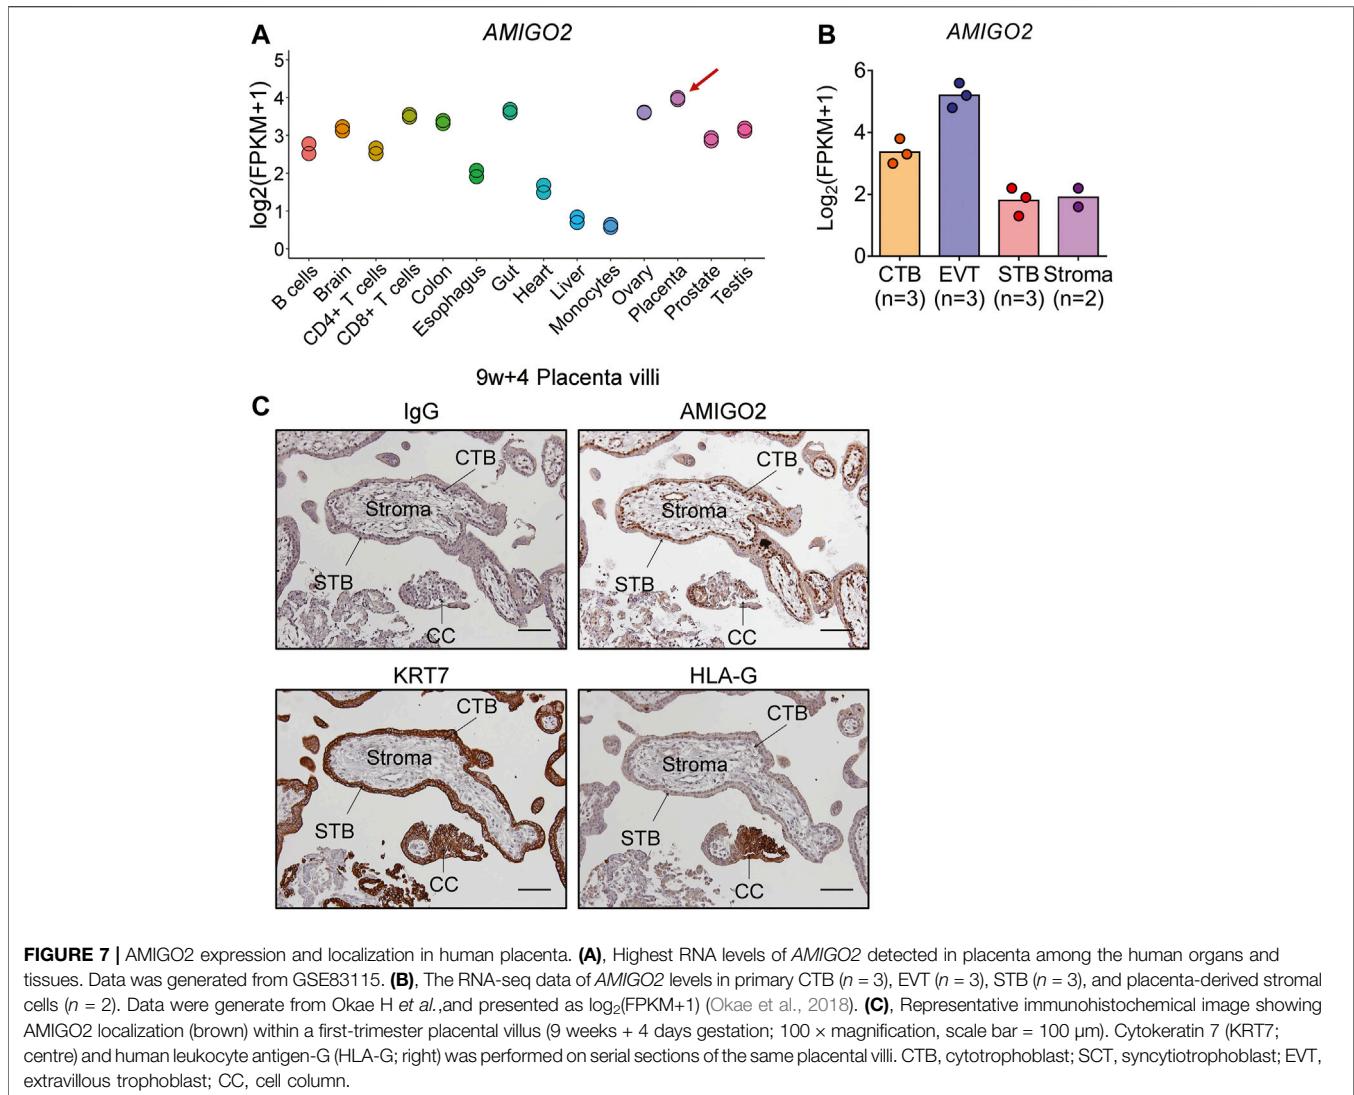 A
AMIGO2
log2(FPKM+1)
5
4
3
2
1
0
B cells
Brain
CD4+ T cells
CD8+ T cells
Colon
Esophagus
Gut
Heart
Liver
Monocytes
Ovary
Placenta
Prostate
Testis
B
AMIGO2
Log2(FPKM+1)
6
4
2
0
CTB EVT STB Stroma
(n=3) (n=3) (n=3) (n=2)
9w+4 Placenta villi
C
IgG
CTB
Stroma
STB
CC
AMIGO2
CTB
Stroma
STB
CC
KRT7
CTB
Stroma
STB
CC
HLA-G
CTB
Stroma
STB
CC
FIGURE 7 | AMIGO2 expression and localization in human placenta. (A), Highest RNA levels of AMIGO2 detected in placenta among the human organs and
tissues. Data was generated from GSE83115. (B), The RNA-seq data of AMIGO2 levels in primary CTB (n = 3), EVT (n = 3), STB (n = 3), and placenta-derived stromal
cells (n = 2). Data were generate from Okae H et al.,and presented as log2(FPKM+1) (Okae et al., 2018). (C), Representative immunohistochemical image showing
AMIGO2 localization (brown) within a first-trimester placental villus (9 weeks + 4 days gestation; 100 × magnification, scale bar = 100 μm). Cytokeratin 7 (KRT7;
centre) and human leukocyte antigen-G (HLA-G; right) was performed on serial sections of the same placental villi. CTB, cytotrophoblast; SCT, syncytiotrophoblast; EVT,
extravillous trophoblast; CC, cell column.